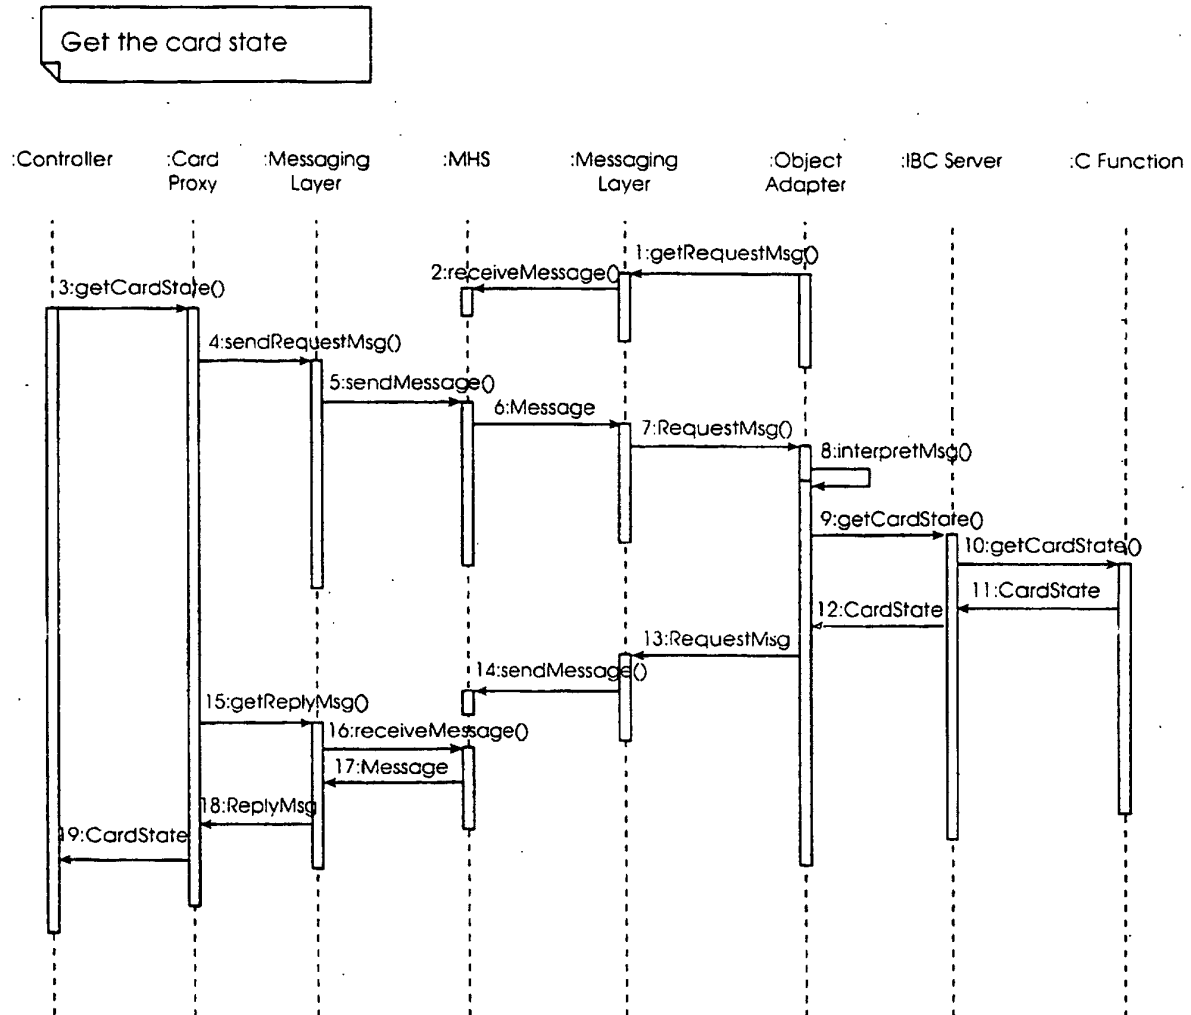 Get the card state
:Controller
:Card
Proxy
:Messaging
Layer
:MHS
:Messaging
Layer
:Object
Adapter
:IBC Server
:C Function
1:getRequestMsg()
2:receiveMessage()
3:getCardState()
4:sendRequestMsg()
5:sendMessage()
6:Message
7:RequestMsg()
8:interpretMsg()
9:getCardState()
10:getCardState()
11:CardState
12:CardState
13:RequestMsg
14:sendMessage()
15:getReplyMsg()
16:receiveMessage()
17:Message
18:ReplyMsg
19:CardState